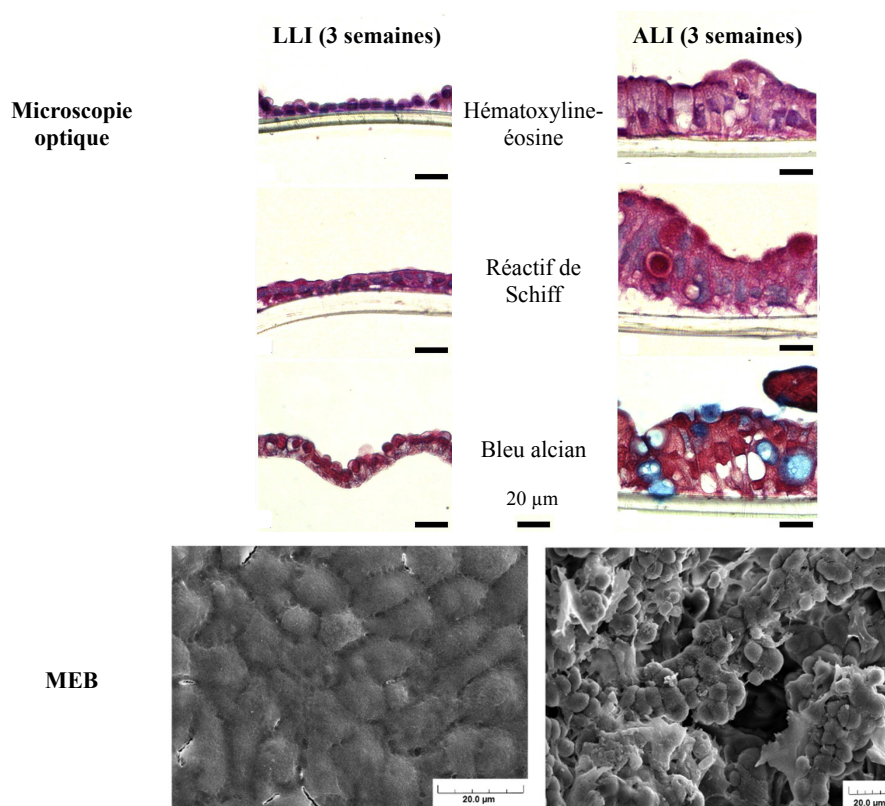 LLI (3 semaines)
ALI (3 semaines)
Microscopie
optique
Hématoxyline-
éosine
Réactif de
Schiff
Bleu alcian
20 µm
MEB
20.0 µm
20.0 µm